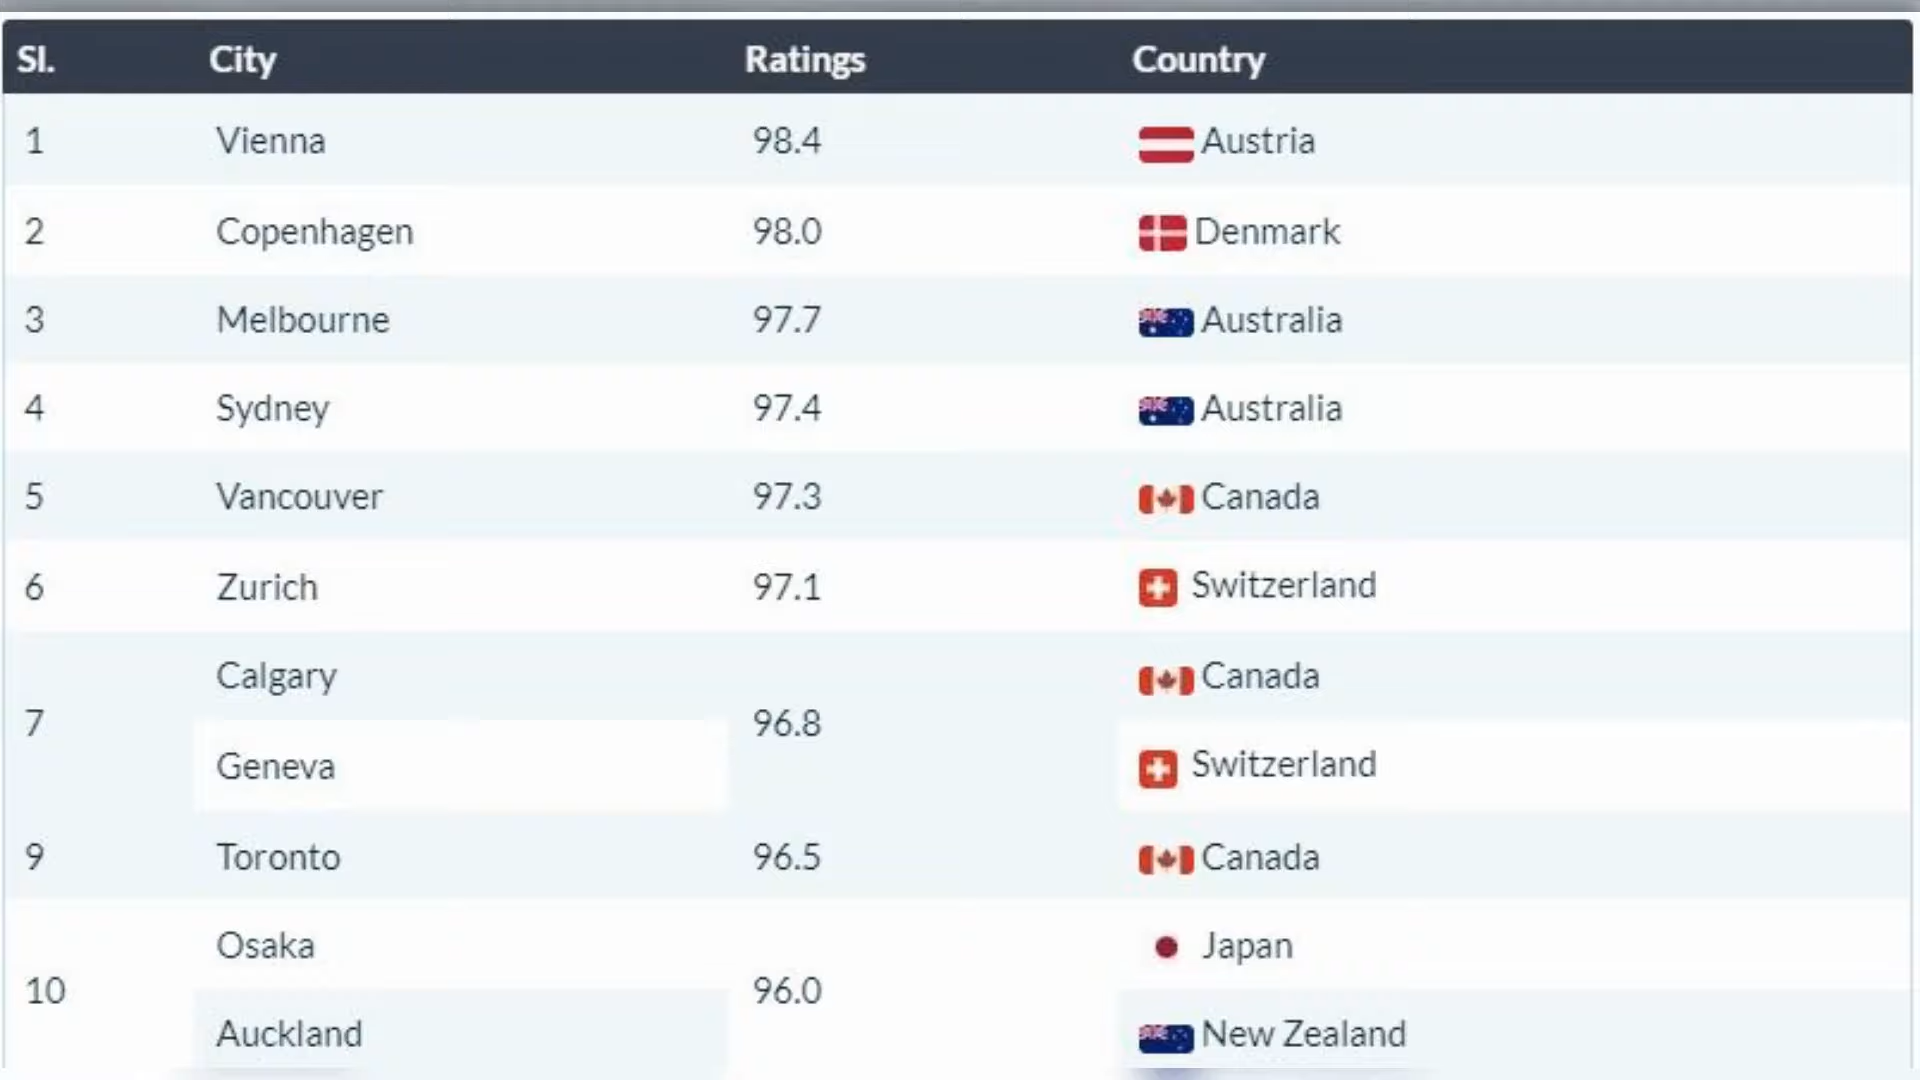 Sl. City Ratings Country
1 Vienna 98.4 Austria
2 Copenhagen 98.0 Denmark
3 Melbourne 97.7 Australia
4 Sydney 97.4 Australia
5 Vancouver 97.3 Canada
6 Zurich 97.1 Switzerland
7 Calgary 96.8 Canada
Geneva Switzerland
9 Toronto 96.5 Canada
10 Osaka 96.0 Japan
Auckland New Zealand